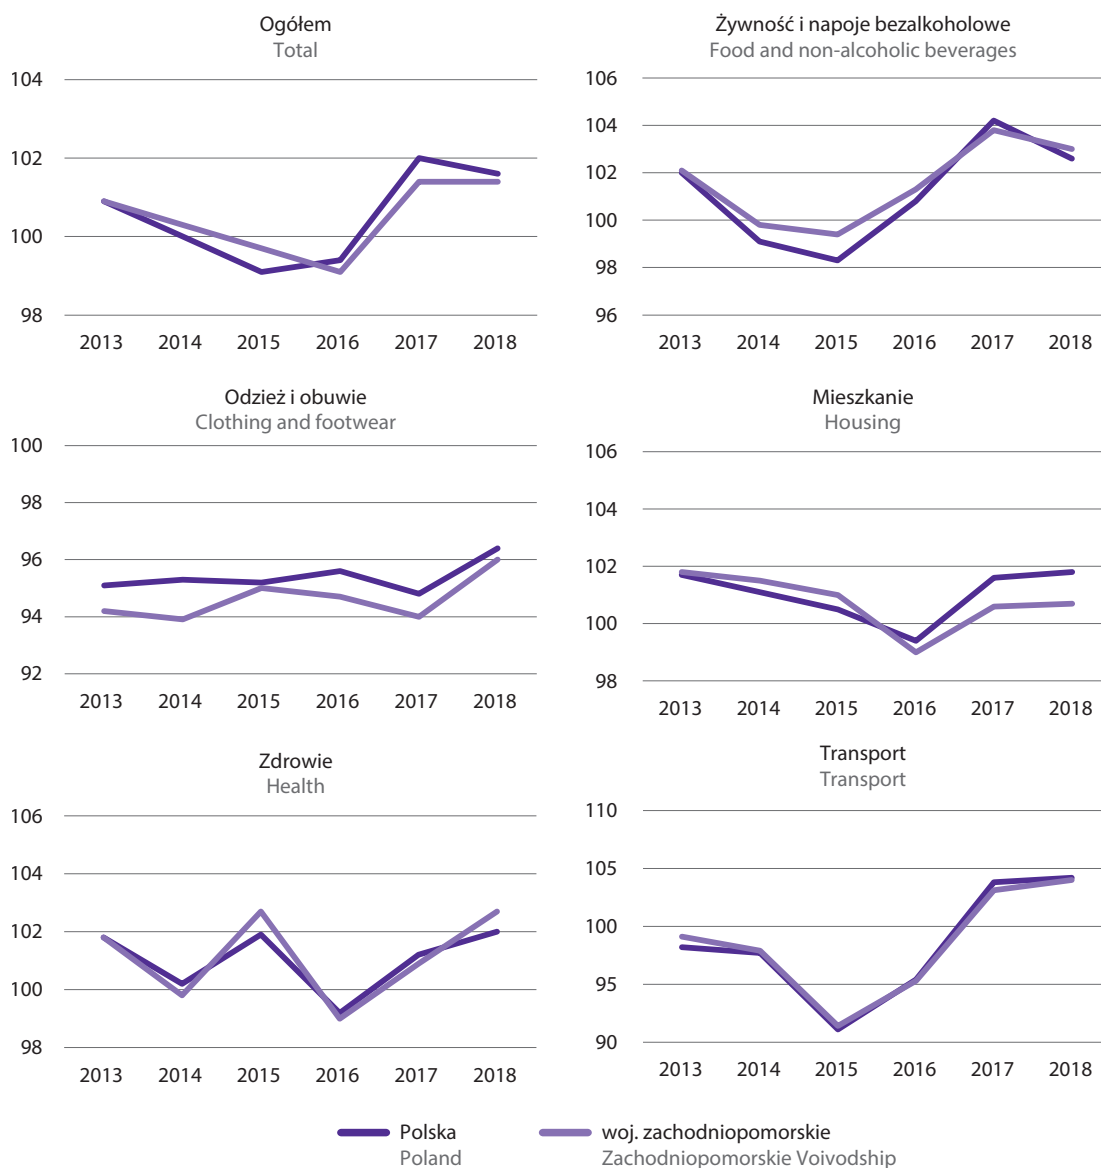 Ogółem
Total
104
102
100
98
2013 2014 2015 2016 2017 2018
Żywność i napoje bezalkoholowe
Food and non-alcoholic beverages
106
104
102
100
98
96
2013 2014 2015 2016 2017 2018
Odzież i obuwie
Clothing and footwear
100
98
96
94
92
2013 2014 2015 2016 2017 2018
Mieszkanie
Housing
106
104
102
100
98
2013 2014 2015 2016 2017 2018
Zdrowie
Health
106
104
102
100
98
2013 2014 2015 2016 2017 2018
Transport
Transport
110
105
100
95
90
2013 2014 2015 2016 2017 2018
Polska
Poland
woj. zachodniopomorskie
Zachodniopomorskie Voivodship